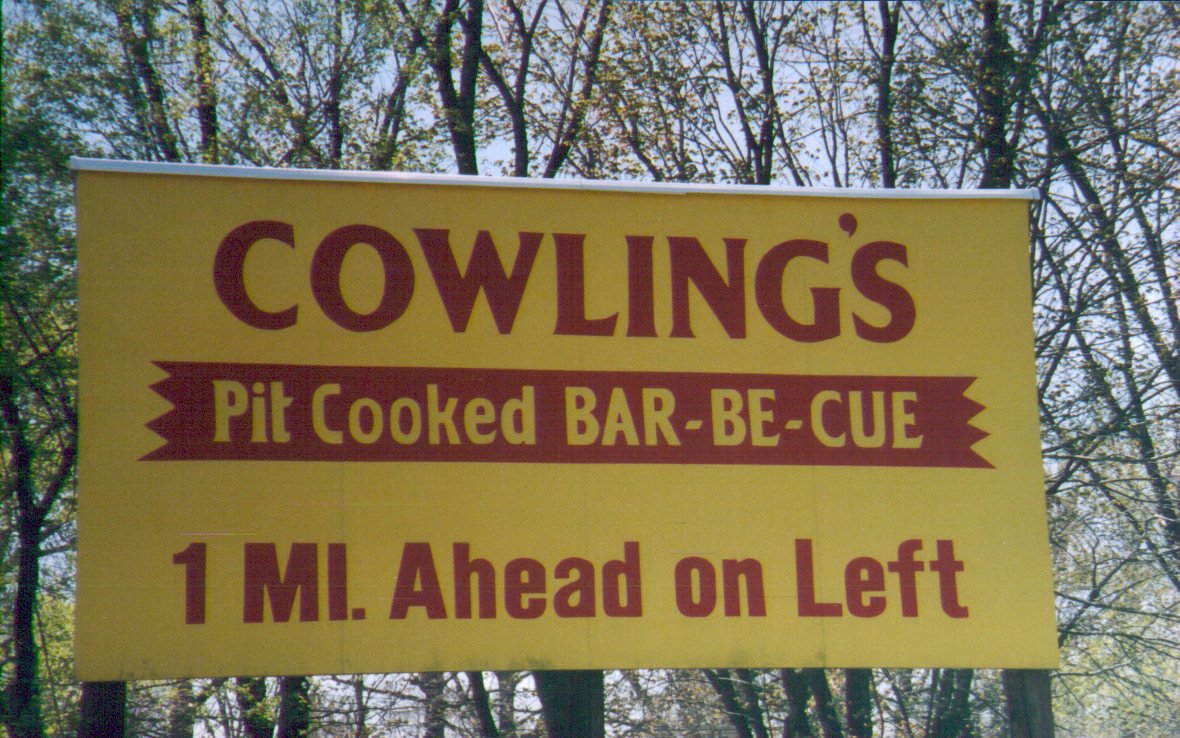 COWLING'S
Pit Cooked BAR-BE-CUE
1 MI. Ahead on Left